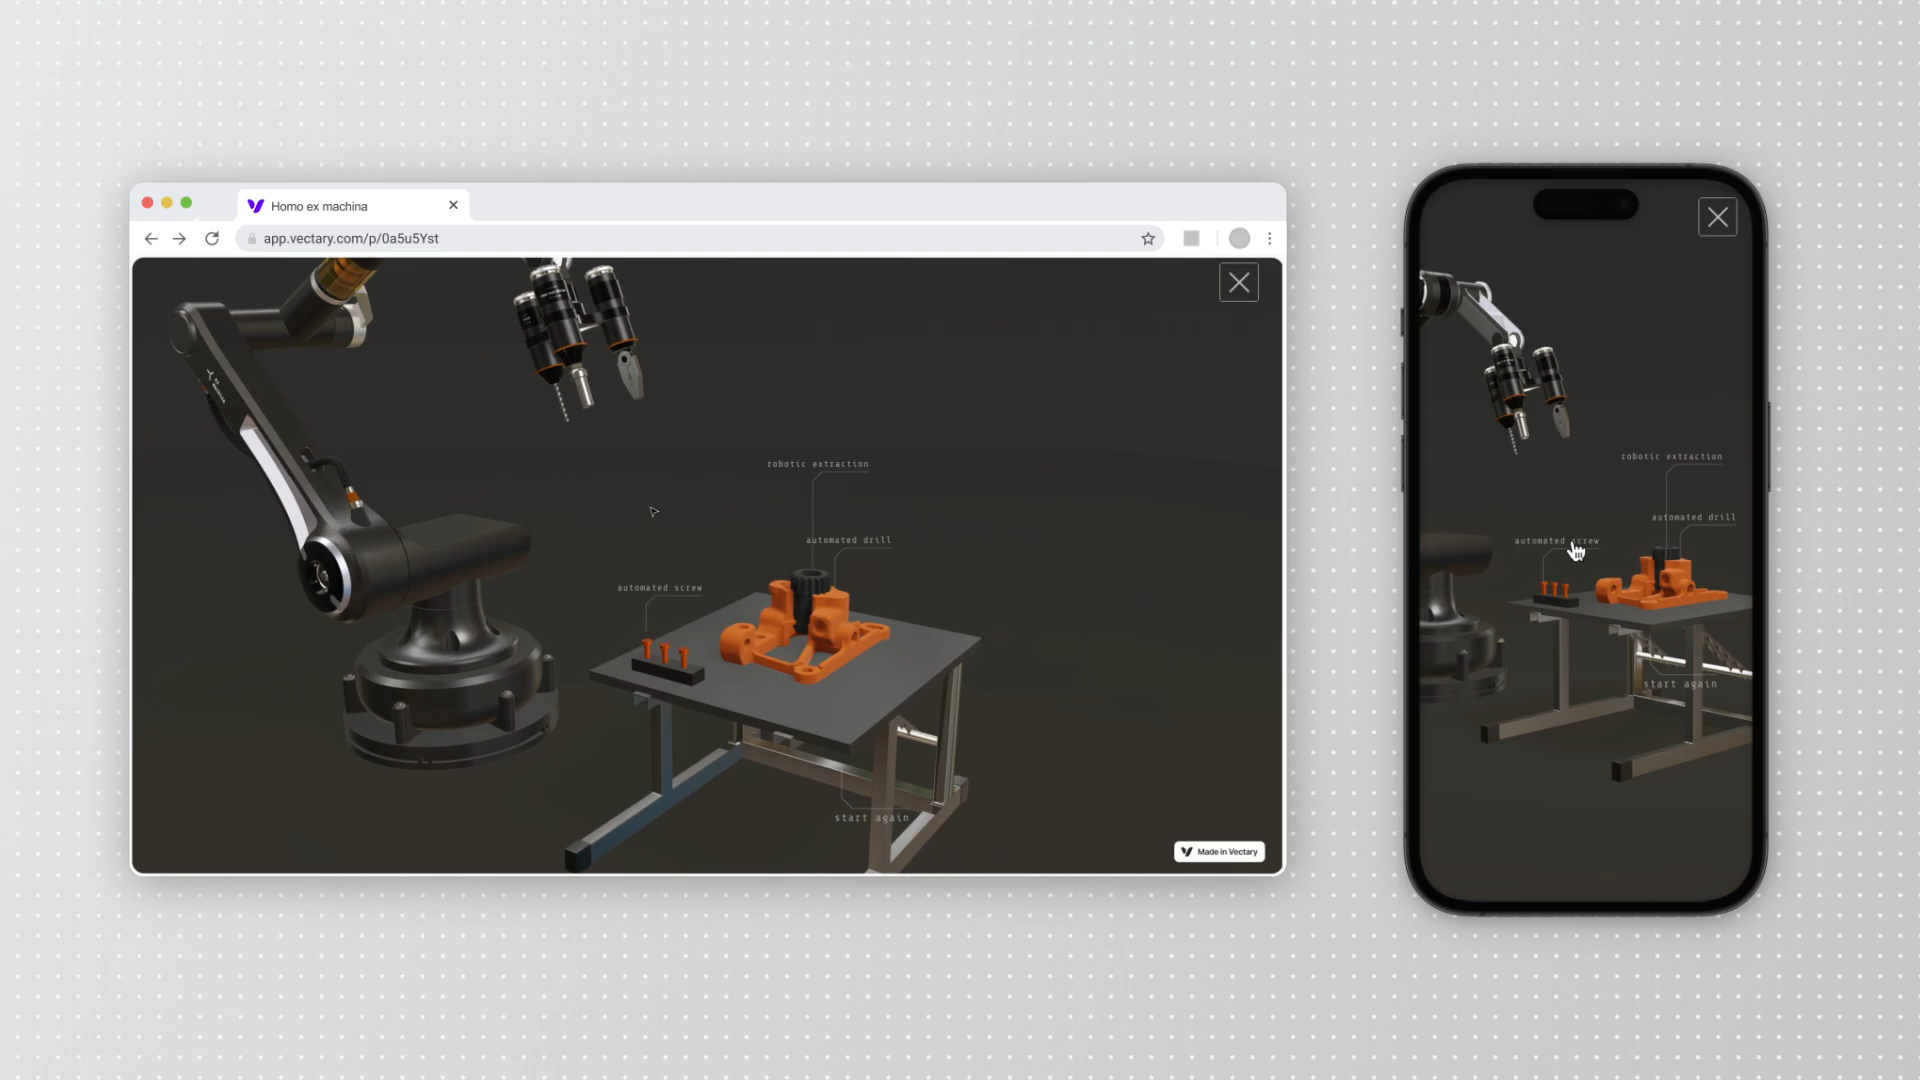 Homo ex machina
app.vectary.com/p/0a5u5Yst
robotic extraction
automated drill
automated screw
start again
Made in Vectary
robotic extraction
automated drill
automated screw
start again